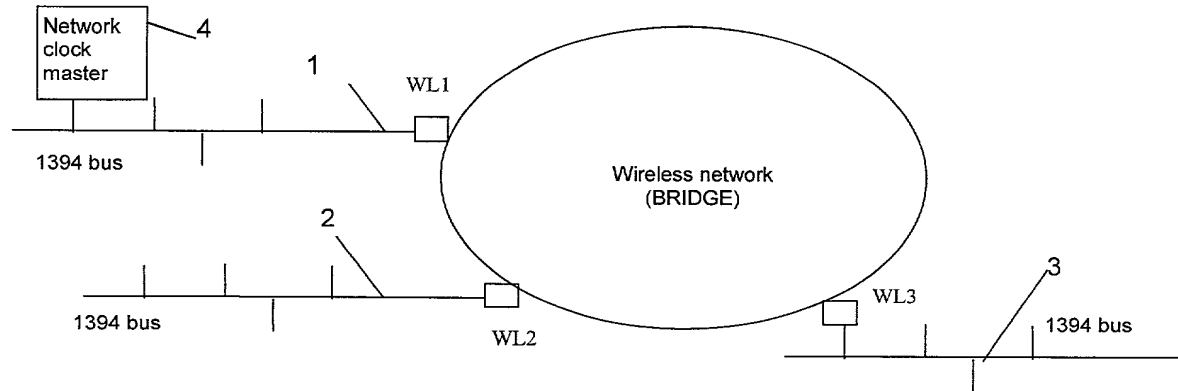 Network
clock
master
4
1
WL1
1394 bus
Wireless network
(BRIDGE)
2
1394 bus
WL2
WL3
3
1394 bus